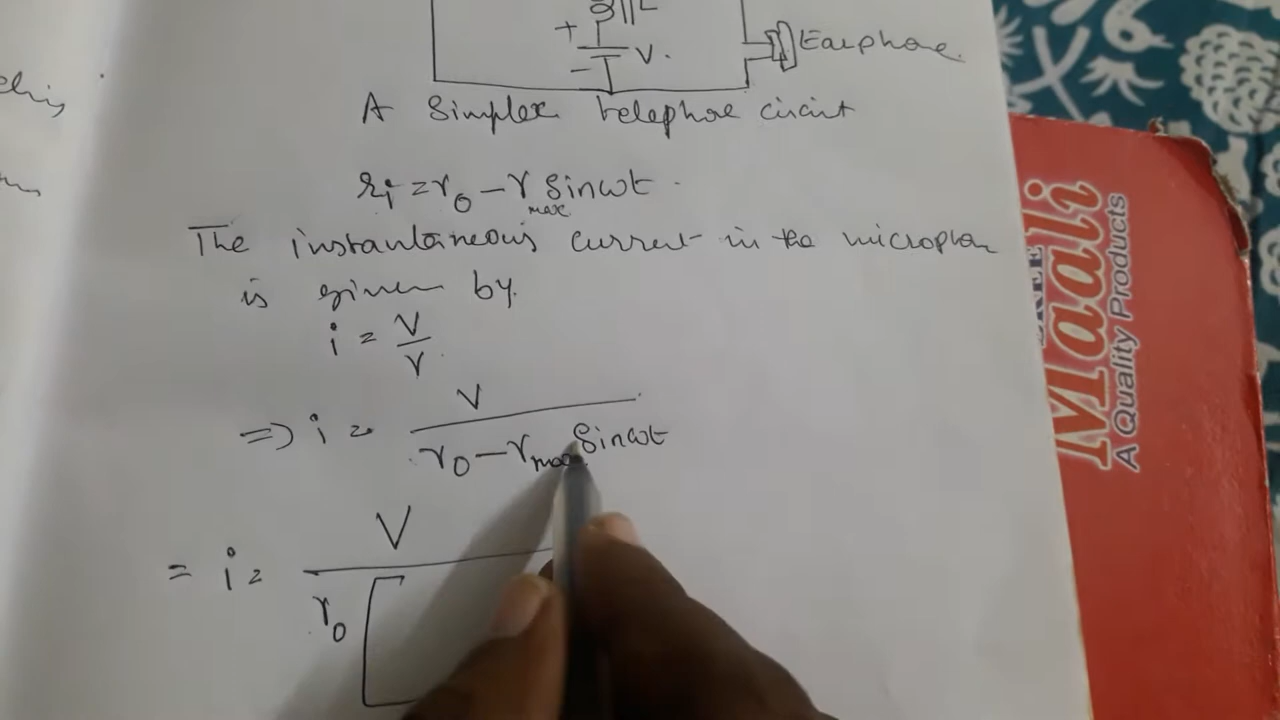 +
- V.
Earphone.
A Simplex telephone circuit
ri = r0 - rmax Sinωt.
The instantaneous current in the microphon
is given by.
i = V/r
=> i = V/(r0 - rmax Sinωt
= i = V/r0 [
Maali
A Quality Products